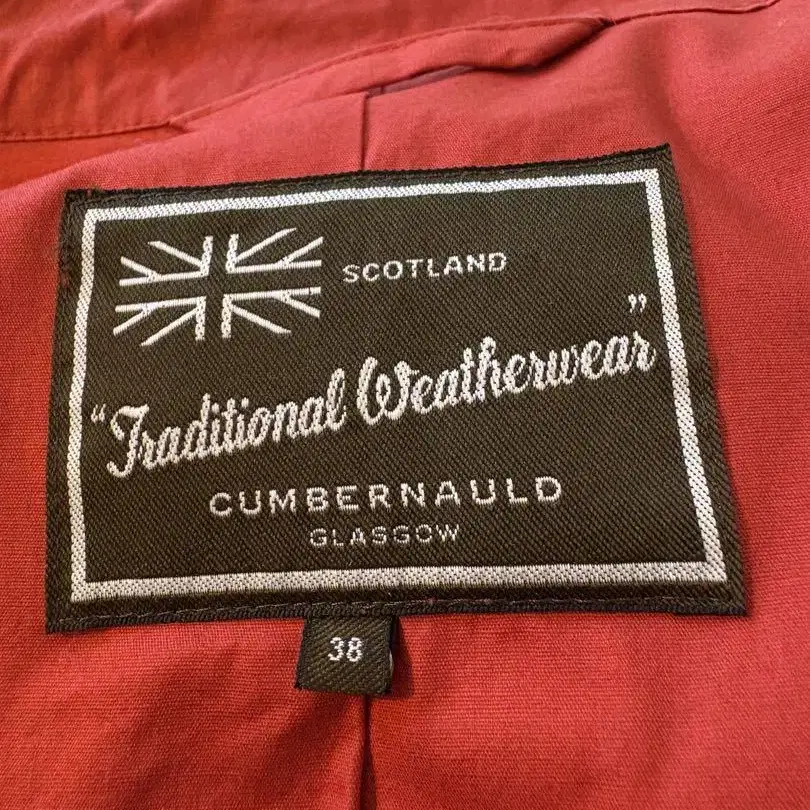 SCOTLAND
"Traditional Weatherwear"
CUMBERNAULD
GLASGOW
38